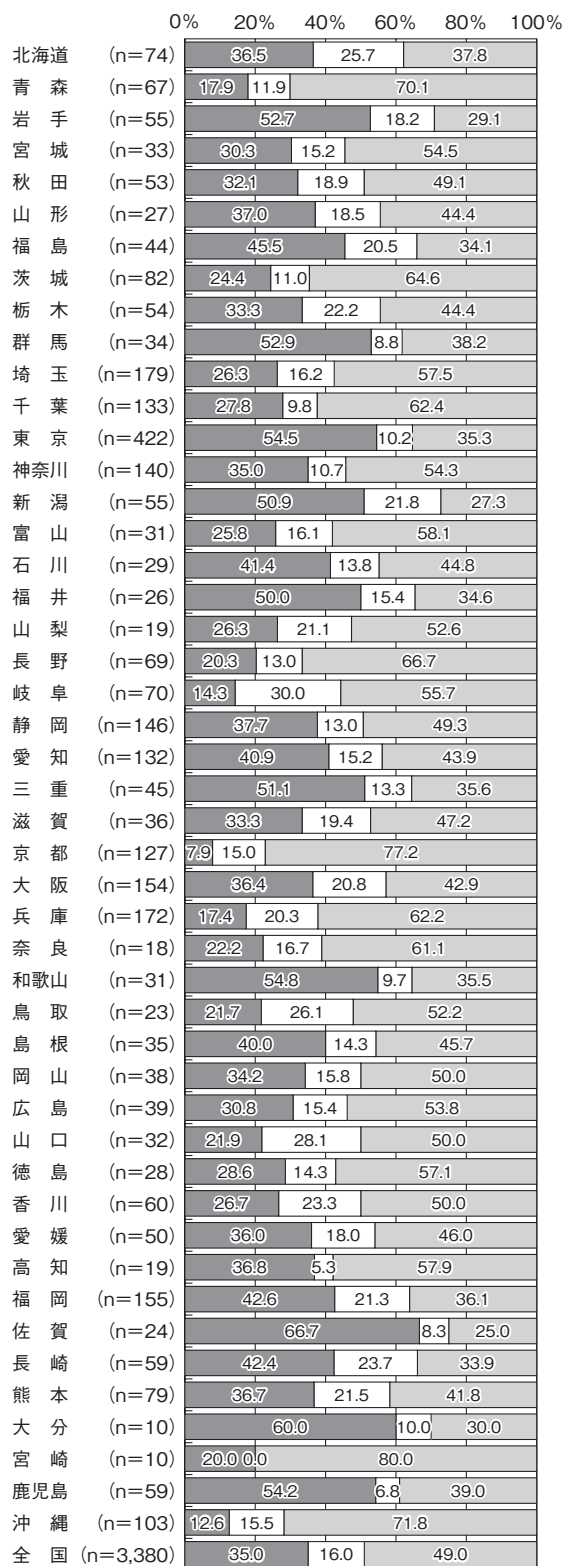 0% 20% 40% 60% 80% 100%
北海道 (n=74) 36.5 25.7 37.8
青 森 (n=67) 17.9 11.9 70.1
岩 手 (n=55) 52.7 18.2 29.1
宮 城 (n=33) 30.3 15.2 54.5
秋 田 (n=53) 32.1 18.9 49.1
山 形 (n=27) 37.0 18.5 44.4
福 島 (n=44) 45.5 20.5 34.1
茨 城 (n=82) 24.4 11.0 64.6
栃 木 (n=54) 33.3 22.2 44.4
群 馬 (n=34) 52.9 8.8 38.2
埼 玉 (n=179) 26.3 16.2 57.5
千 葉 (n=133) 27.8 9.8 62.4
東 京 (n=422) 54.5 10.2 35.3
神奈川 (n=140) 35.0 10.7 54.3
新 潟 (n=55) 50.9 21.8 27.3
富 山 (n=31) 25.8 16.1 58.1
石 川 (n=29) 41.4 13.8 44.8
福 井 (n=26) 50.0 15.4 34.6
山 梨 (n=19) 26.3 21.1 52.6
長 野 (n=69) 20.3 13.0 66.7
岐 阜 (n=70) 14.3 30.0 55.7
静 岡 (n=146) 37.7 13.0 49.3
愛 知 (n=132) 40.9 15.2 43.9
三 重 (n=45) 51.1 13.3 35.6
滋 賀 (n=36) 33.3 19.4 47.2
京 都 (n=127) 7.9 15.0 77.2
大 阪 (n=154) 36.4 20.8 42.9
兵 庫 (n=172) 17.4 20.3 62.2
奈 良 (n=18) 22.2 16.7 61.1
和歌山 (n=31) 54.8 9.7 35.5
鳥 取 (n=23) 21.7 26.1 52.2
島 根 (n=35) 40.0 14.3 45.7
岡 山 (n=38) 34.2 15.8 50.0
広 島 (n=39) 30.8 15.4 53.8
山 口 (n=32) 21.9 28.1 50.0
徳 島 (n=28) 28.6 14.3 57.1
香 川 (n=60) 26.7 23.3 50.0
愛 媛 (n=50) 36.0 18.0 46.0
高 知 (n=19) 36.8 5.3 57.9
福 岡 (n=155) 42.6 21.3 36.1
佐 賀 (n=24) 66.7 8.3 25.0
長 崎 (n=59) 42.4 23.7 33.9
熊 本 (n=79) 36.7 21.5 41.8
大 分 (n=10) 60.0 10.0 30.0
宮 崎 (n=10) 20.0 0.0 80.0
鹿児島 (n=59) 54.2 6.8 39.0
沖 縄 (n=103) 12.6 15.5 71.8
全 国 (n=3,380) 35.0 16.0 49.0